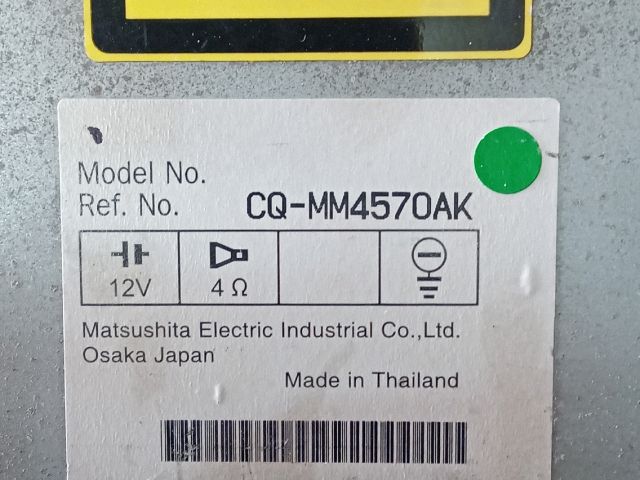 Model No.
Ref. No. CQ-MM4570AK
12V 4 Ω
Matsushita Electric Industrial Co.,Ltd.
Osaka Japan
Made in Thailand